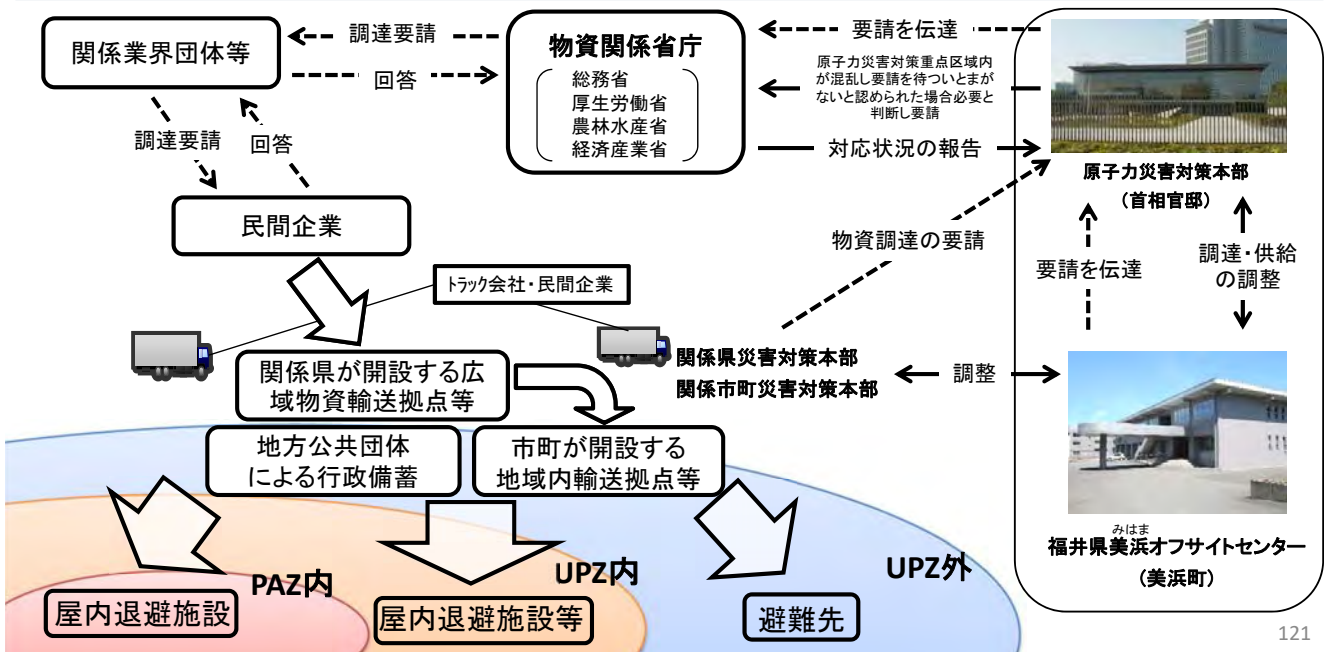 関係業界団体等
調達要請
回答
物資関係省庁
総務省
厚生労働省
農林水産省
経済産業省
要請を伝達
原子力災害対策重点区域内
が混乱し要請を待ついとまが
ないと認められた場合必要と
判断し要請
対応状況の報告
原子力災害対策本部
(首相官邸)
調達要請
回答
民間企業
物資調達の要請
要請を伝達
調達・供給
の調整
トラック会社・民間企業
関係県災害対策本部
関係市町災害対策本部
調整
関係県が開設する広
域物資輸送拠点等
地方公共団体
による行政備蓄
市町が開設する
地域内輸送拠点等
みはま
福井県美浜オフサイトセンター
(美浜町)
PAZ内
UPZ内
UPZ外
屋内退避施設
屋内退避施設等
避難先
121